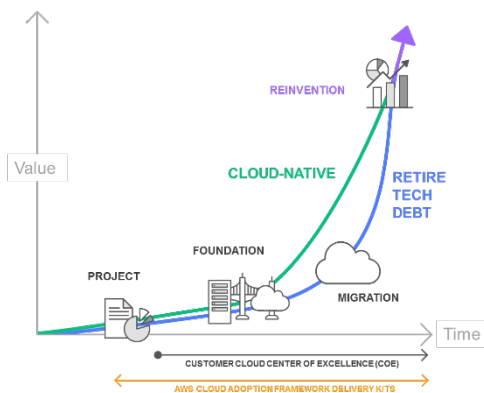 REINVENTION
Value
CLOUD-NATIVE
RETIRE
TECH
DEBT
FOUNDATION
PROJECT
MIGRATION
Time
CUSTOMER CLOUD CENTER OF EXCELLENCE (COE)
AWS CLOUD ADOPTION FRAMEWORK DELIVERY KITS